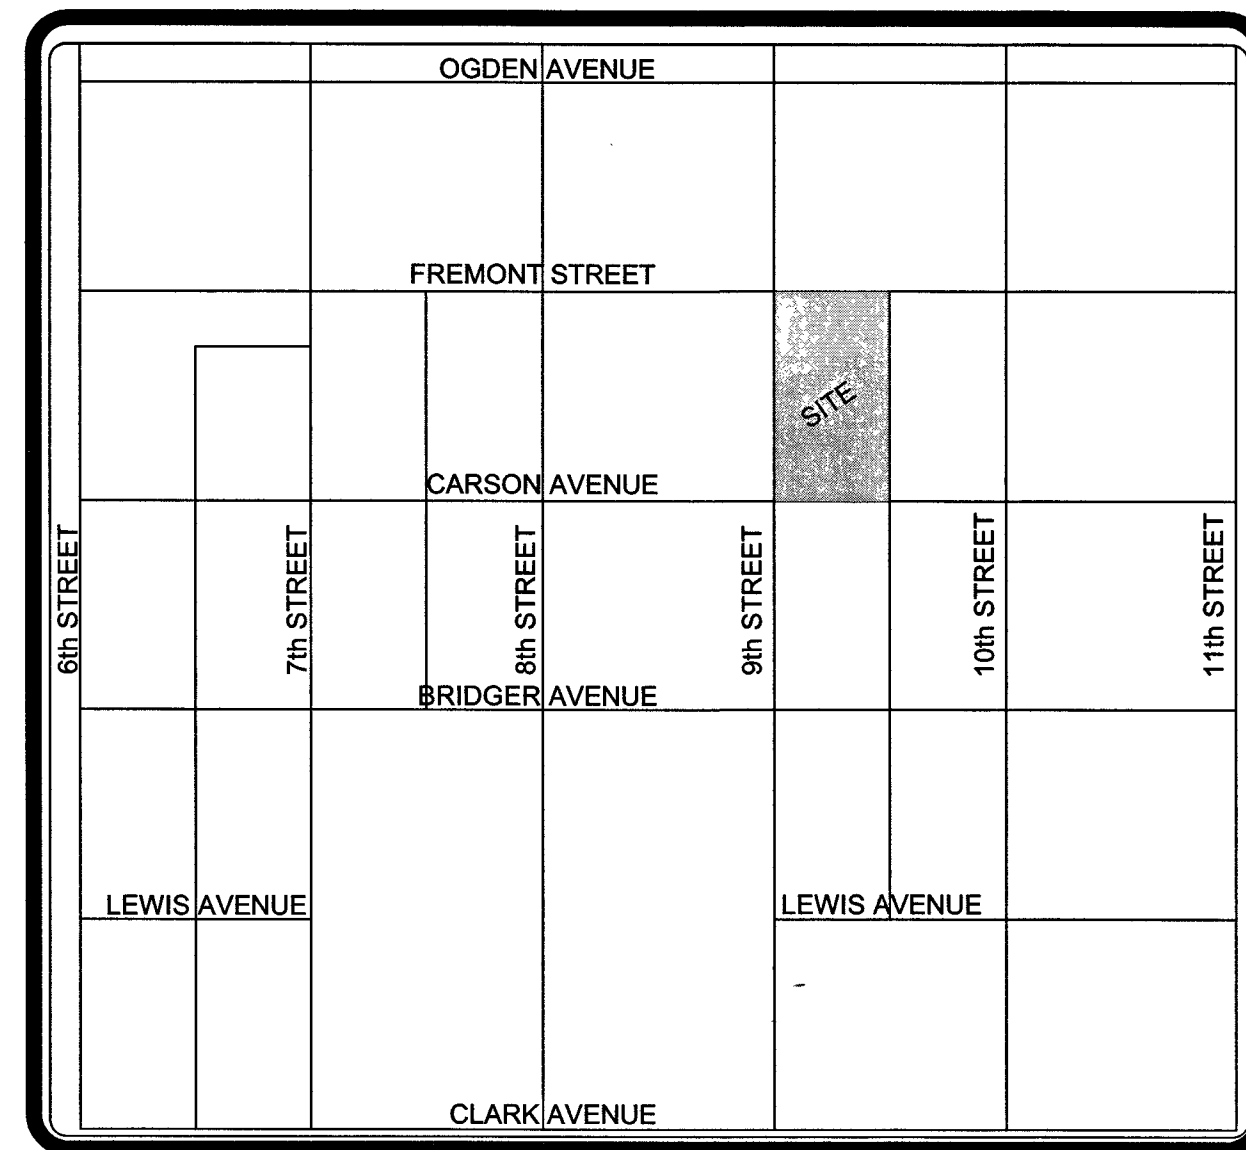 OGDEN AVENUE
FREMONT STREET
SITE
CARSON AVENUE
6th STREET
7th STREET
8th STREET
9th STREET
10th STREET
11th STREET
BRIDGER AVENUE
LEWIS AVENUE
LEWIS AVENUE
CLARK AVENUE